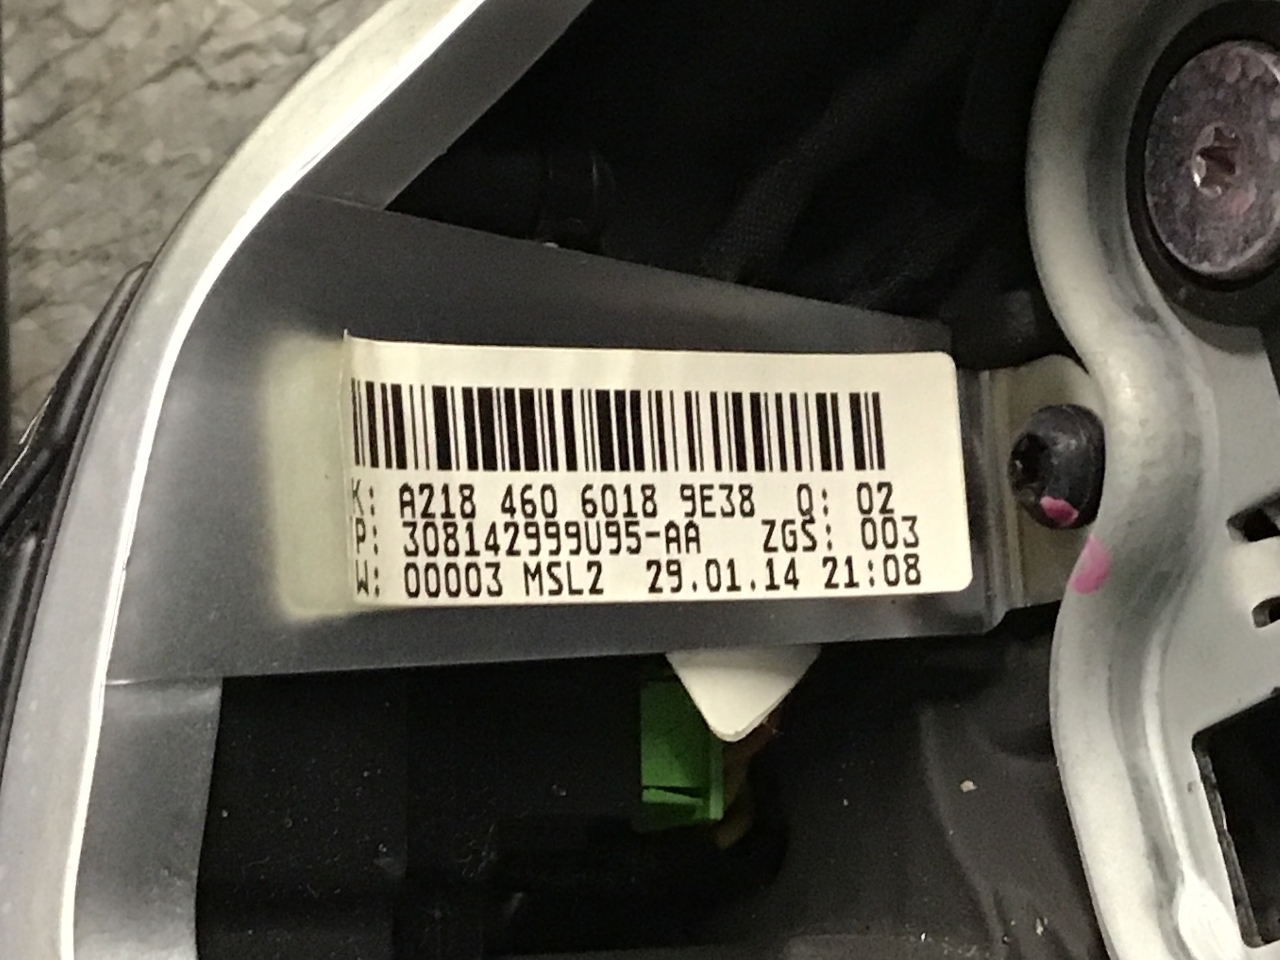 K: A218 460 6018 9E38 Q: 02
P: 308142999U95-AA ZGS: 003
W: 00003 MSL2 29.01.14 21:08